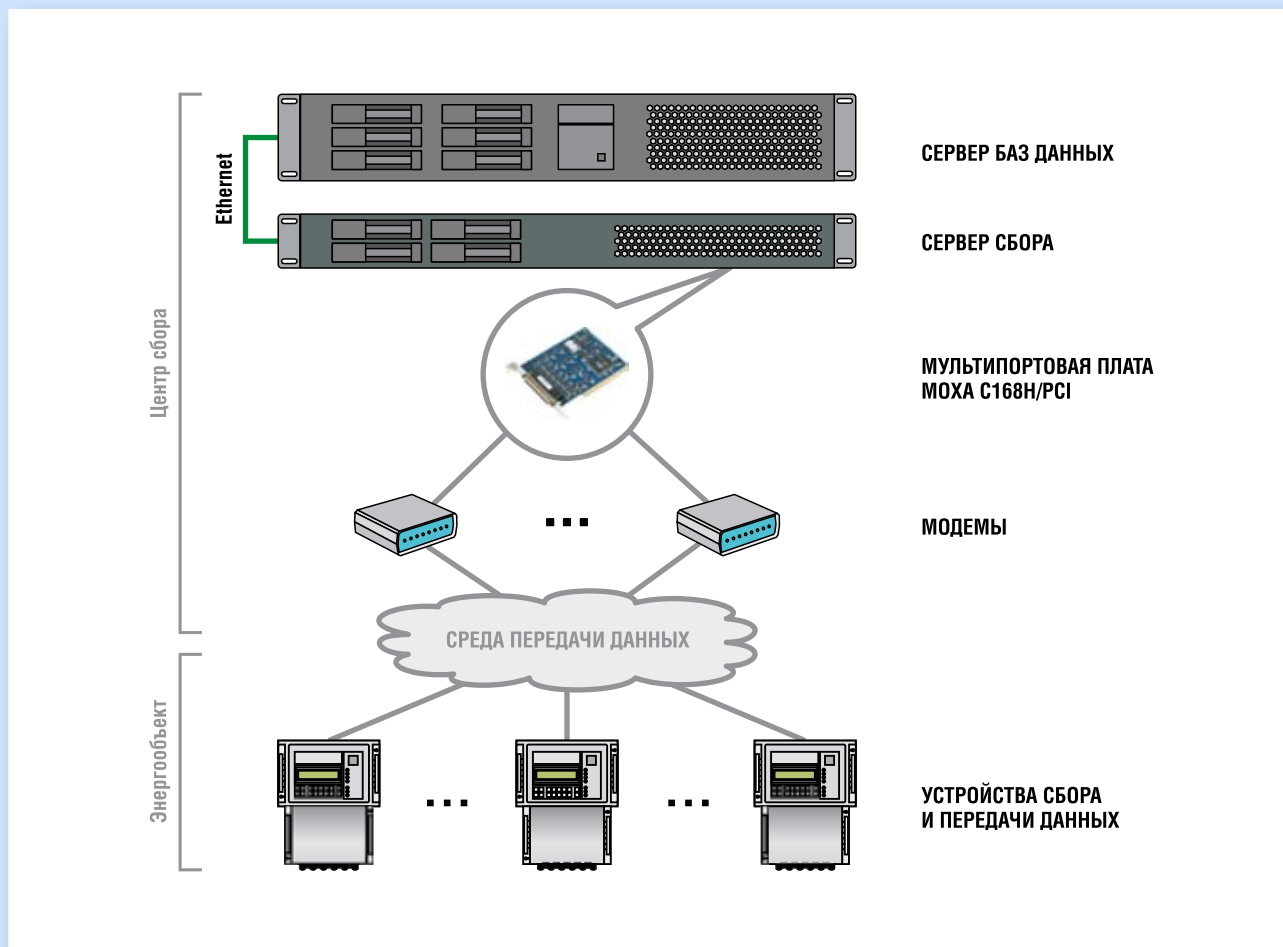 Ethernet
СЕРВЕР БАЗ ДАННЫХ
СЕРВЕР СБОРА
Центр сбора
МУЛЬТИПОРТОВАЯ ПЛАТА
MOXA C168H/PCI
МОДЕМЫ
СРЕДА ПЕРЕДАЧИ ДАННЫХ
Энергообъект
УСТРОЙСТВА СБОРА
И ПЕРЕДАЧИ ДАННЫХ